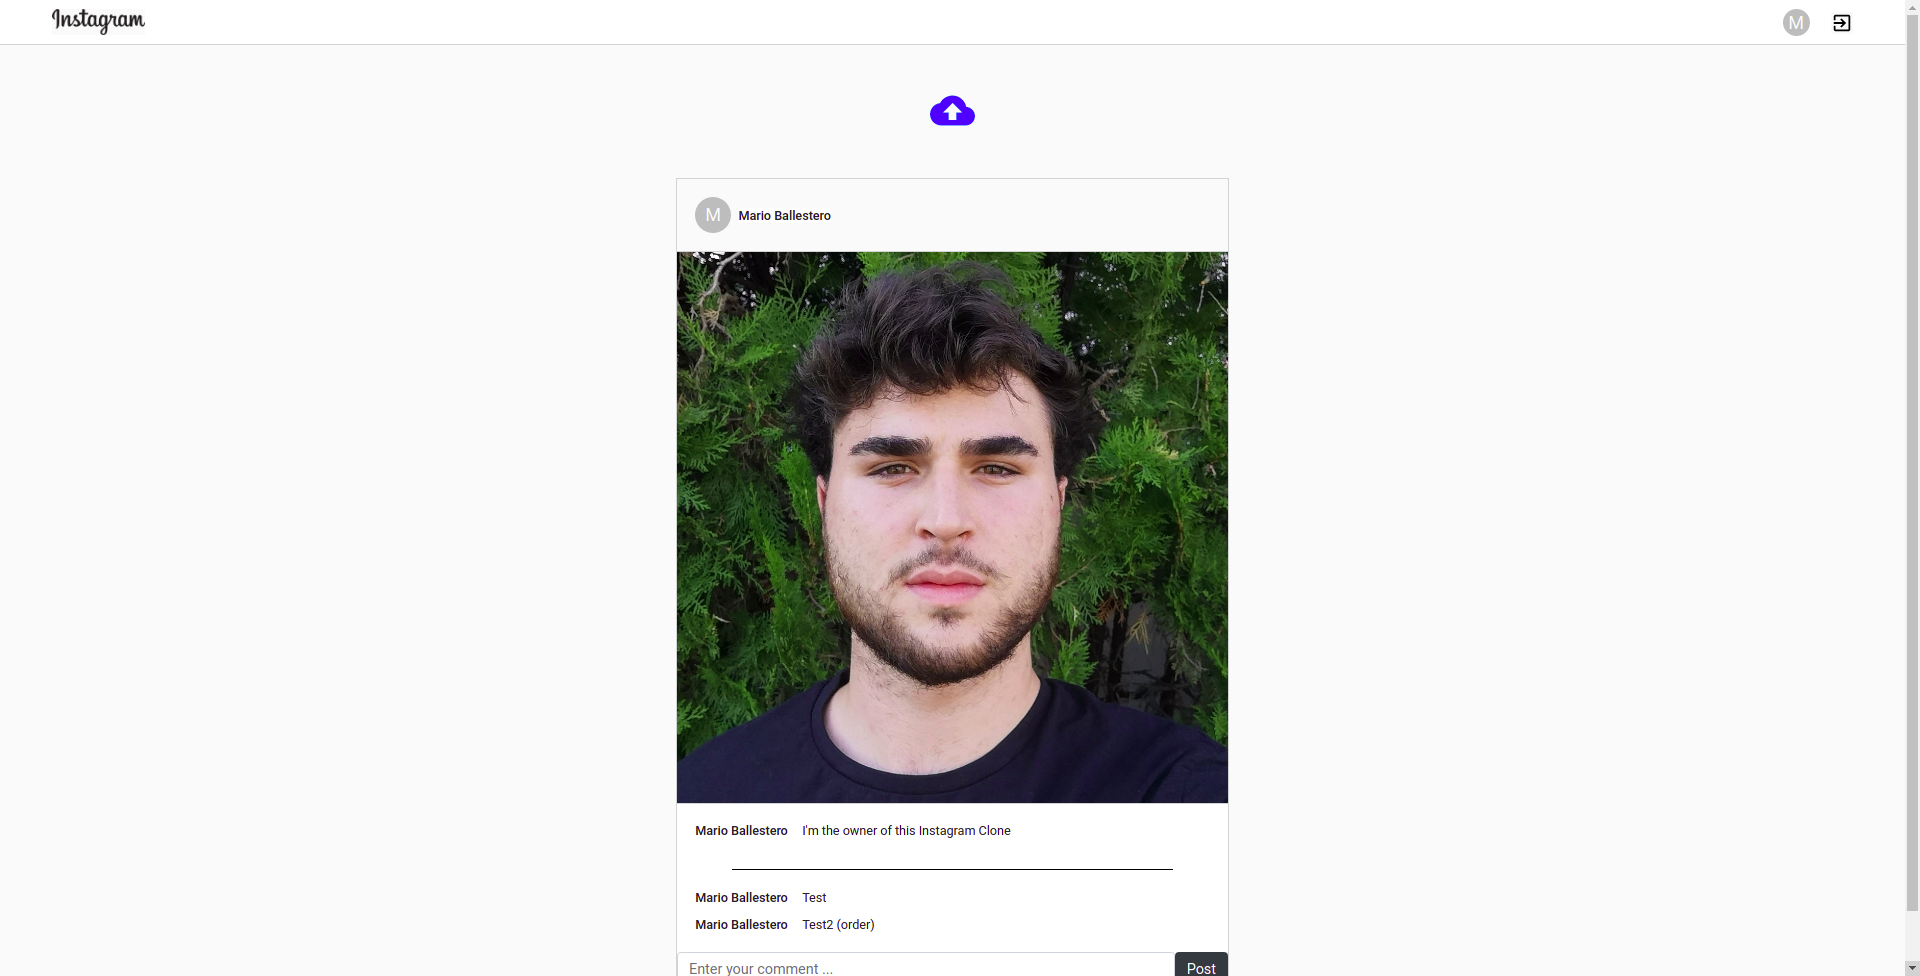 Instagram
M
M Mario Ballestero
Mario Ballestero I'm the owner of this Instagram Clone
Mario Ballestero Test
Mario Ballestero Test2 (order)
Enter your comment ... Post